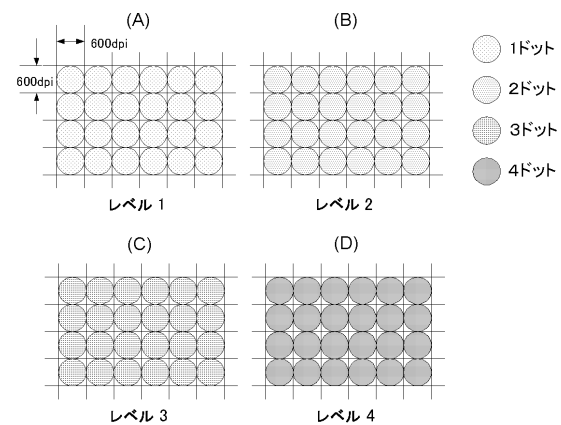 (A)
(B)
600dpi
600dpi
レベル 1
レベル 2
1ドット
2ドット
3ドット
4ドット
(C)
(D)
レベル 3
レベル 4